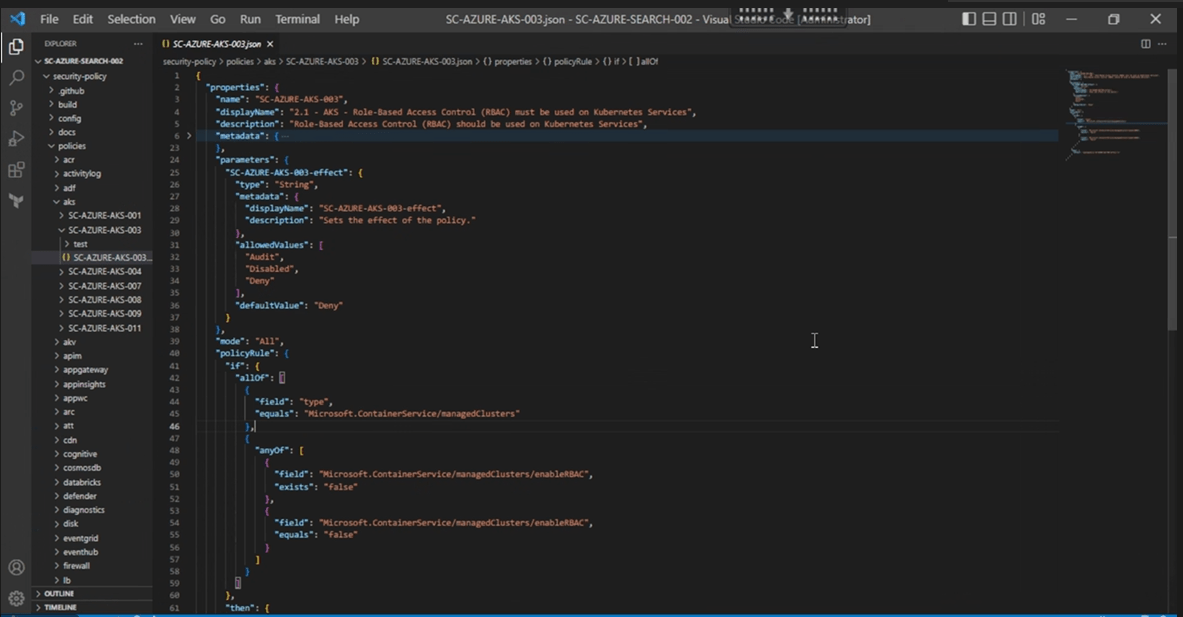 File Edit Selection View Go Run Terminal Help
SC-AZURE-AKS-003.json - SC-AZURE-SEARCH-002 - Visual Studio Code [Administrator]
EXPLORER
SC-AZURE-SEARCH-002
security-policy
.github
build
config
docs
policies
acr
activitylog
adf
aks
SC-AZURE-AKS-001
SC-AZURE-AKS-003
test
{} SC-AZURE-AKS-003...
SC-AZURE-AKS-004
SC-AZURE-AKS-007
SC-AZURE-AKS-008
SC-AZURE-AKS-009
SC-AZURE-AKS-011
akv
apim
appgateway
appinsights
appwc
arc
att
cdn
cognitive
cosmosdb
databricks
defender
diagnostics
disk
eventgrid
eventhub
firewall
lb
OUTLINE
TIMELINE
{} SC-AZURE-AKS-003.json
security-policy > policies > aks > SC-AZURE-AKS-003 > {} SC-AZURE-AKS-003.json > {} properties > {} policyRule > {} if > [ ] allOf
1 {
2 "properties": {
3 "name": "SC-AZURE-AKS-003",
4 "displayName": "2.1 - AKS - Role-Based Access Control (RBAC) must be used on Kubernetes Services",
5 "description": "Role-Based Access Control (RBAC) should be used on Kubernetes Services",
6 "metadata": {
23 },
24 "parameters": {
25 "SC-AZURE-AKS-003-effect": {
26 "type": "String",
27 "metadata": {
28 "displayName": "SC-AZURE-AKS-003-effect",
29 "description": "Sets the effect of the policy."
30 },
31 "allowedValues": [
32 "Audit",
33 "Disabled",
34 "Deny"
35 ],
36 "defaultValue": "Deny"
37 }
38 },
39 "mode": "All",
40 "policyRule": {
41 "if": {
42 "allOf": [
43 {
44 "field": "type",
45 "equals": "Microsoft.ContainerService/managedClusters"
46 },
47 {
48 "anyOf": [
49 {
50 "field": "Microsoft.ContainerService/managedClusters/enableRBAC",
51 "exists": "false"
52 },
53 {
54 "field": "Microsoft.ContainerService/managedClusters/enableRBAC",
55 "equals": "false"
56 }
57 ]
58 }
59 ]
60 },
61 "then": {